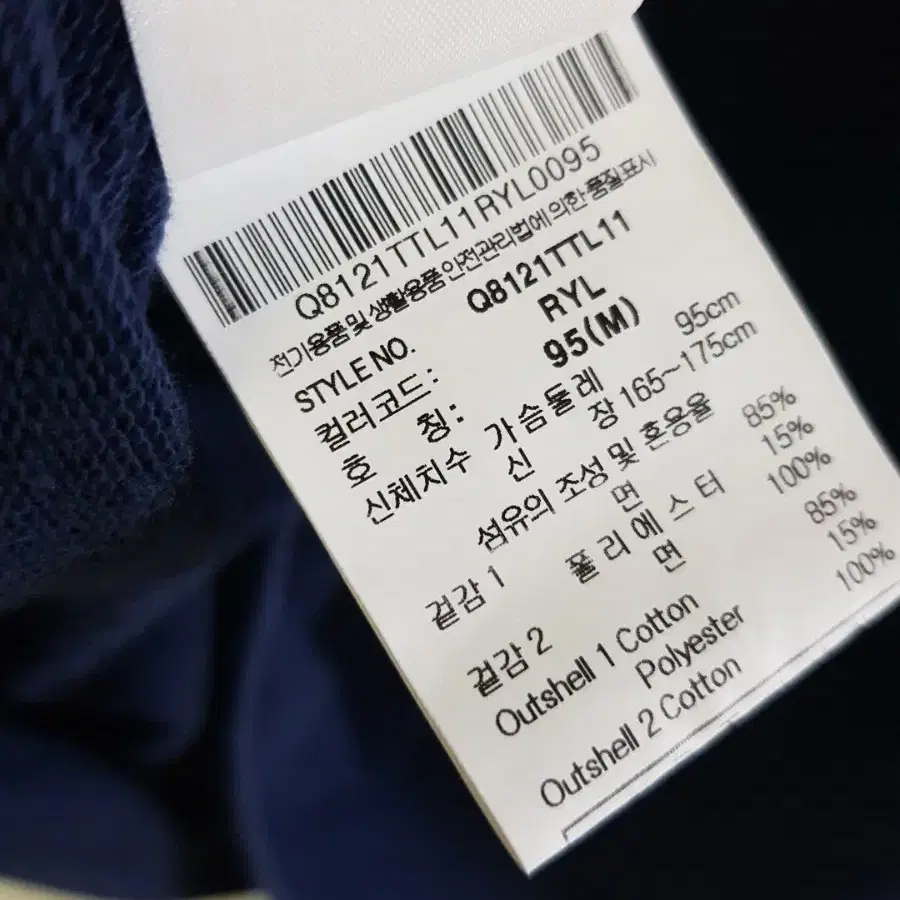 Q8121TTL11RYL0095
전기용품 및 생활용품 안전관리법에 의한 품질표시
STYLE NO. Q8121TTL11
컬러코드: RYL
호 칭: 95(M)
신체치수 가슴둘레 95cm
신 장 165~175cm
섬유의 조성 및 혼용율
겉감 1 면 85%
폴리에스터 15%
겉감 2 면 100%
Outshell 1 Cotton 85%
Polyester 15%
Outshell 2 Cotton 100%